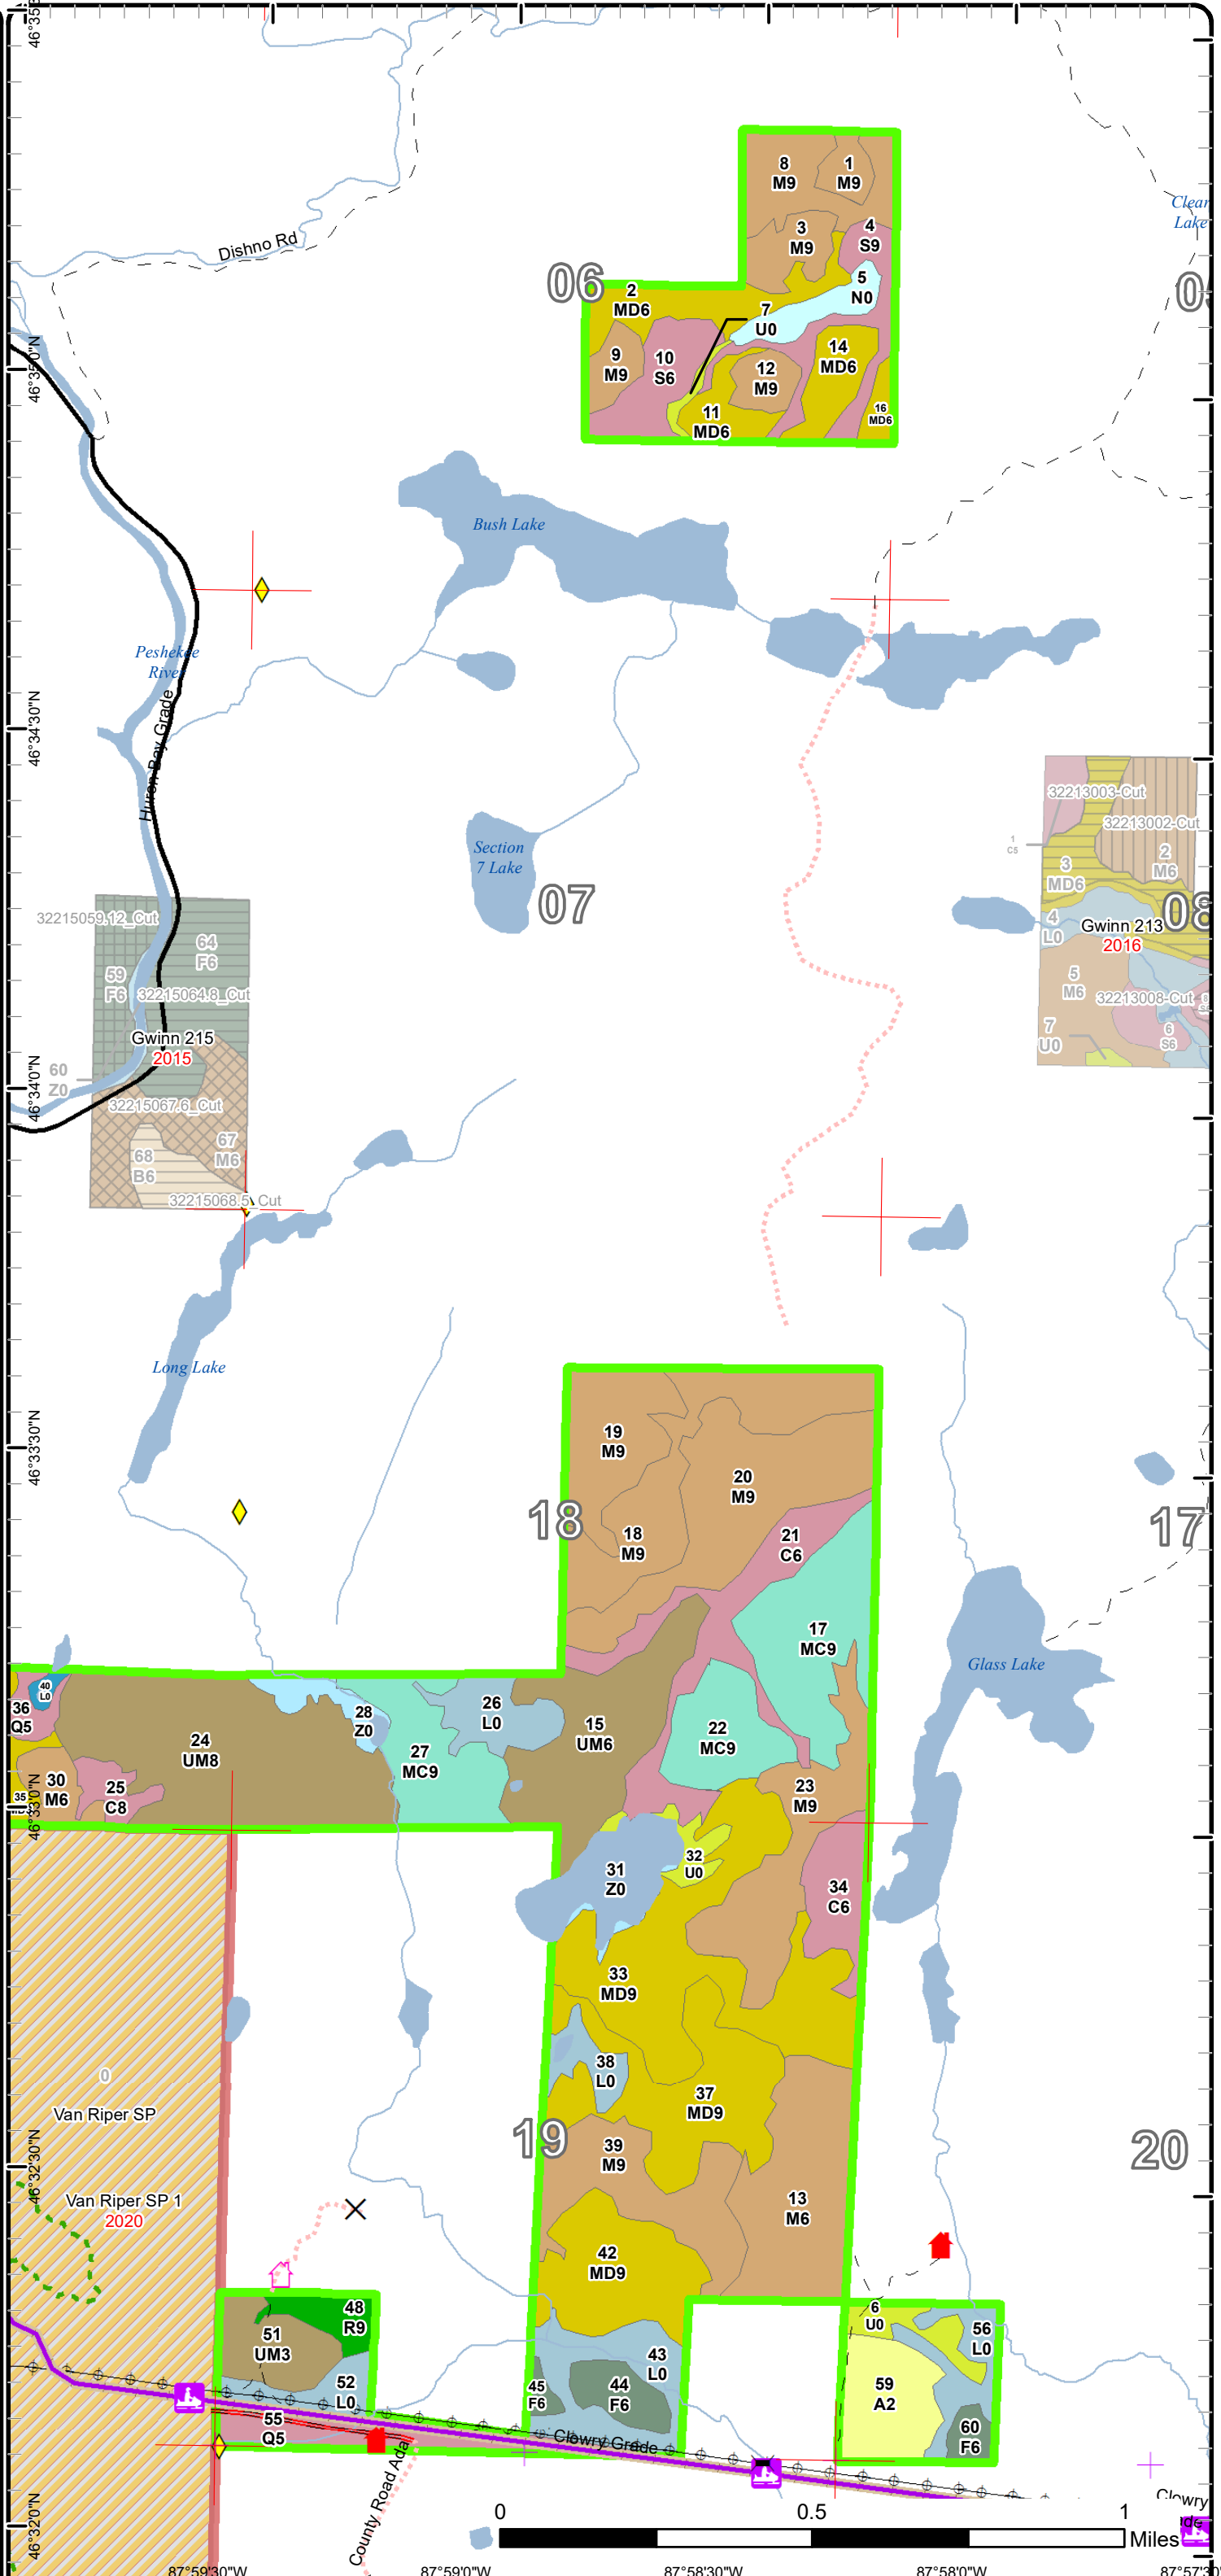 46°35'0"N
46°34'30"N
46°34'0"N
46°33'30"N
46°33'0"N
46°32'30"N
46°32'0"N
Dishno Rd
Clear
Lake
06
8
M9
1
M9
3
M9
4
S9
5
N0
2
MD6
7
U0
9
M9
10
S6
12
M9
14
MD6
11
MD6
16
MD6
Bush Lake
Peshekee
River
Huron Bay Grade
Section
7 Lake
07
32213003-Cut
32213002-Cut
1
C5
2
M6
3
MD6
4
L0
08
Gwinn 213
2016
5
M6
32213008-Cut
7
U0
6
S6
32215059.12_Cut
64
F6
59
F6
32215064.8_Cut
Gwinn 215
2015
60
Z0
32215067.6_Cut
67
M6
68
B6
32215068.5_Cut
Long Lake
19
M9
20
M9
18
17
18
M9
21
C6
17
MC9
Glass Lake
40
L0
36
Q5
24
UM8
28
Z0
26
L0
27
MC9
15
UM6
22
MC9
30
M6
25
C8
35
23
M9
31
Z0
32
U0
34
C6
33
MD9
38
L0
37
MD9
0
Van Riper SP
19
20
39
M9
13
M6
Van Riper SP 1
2020
42
MD9
48
R9
51
UM3
52
L0
55
Q5
43
L0
44
F6
45
F6
6
U0
56
L0
59
A2
60
F6
Clowry Grade
County Road Ada
Clowry
0
0.5
1
Miles
87°59'30"W
87°59'0"W
87°58'30"W
87°58'0"W